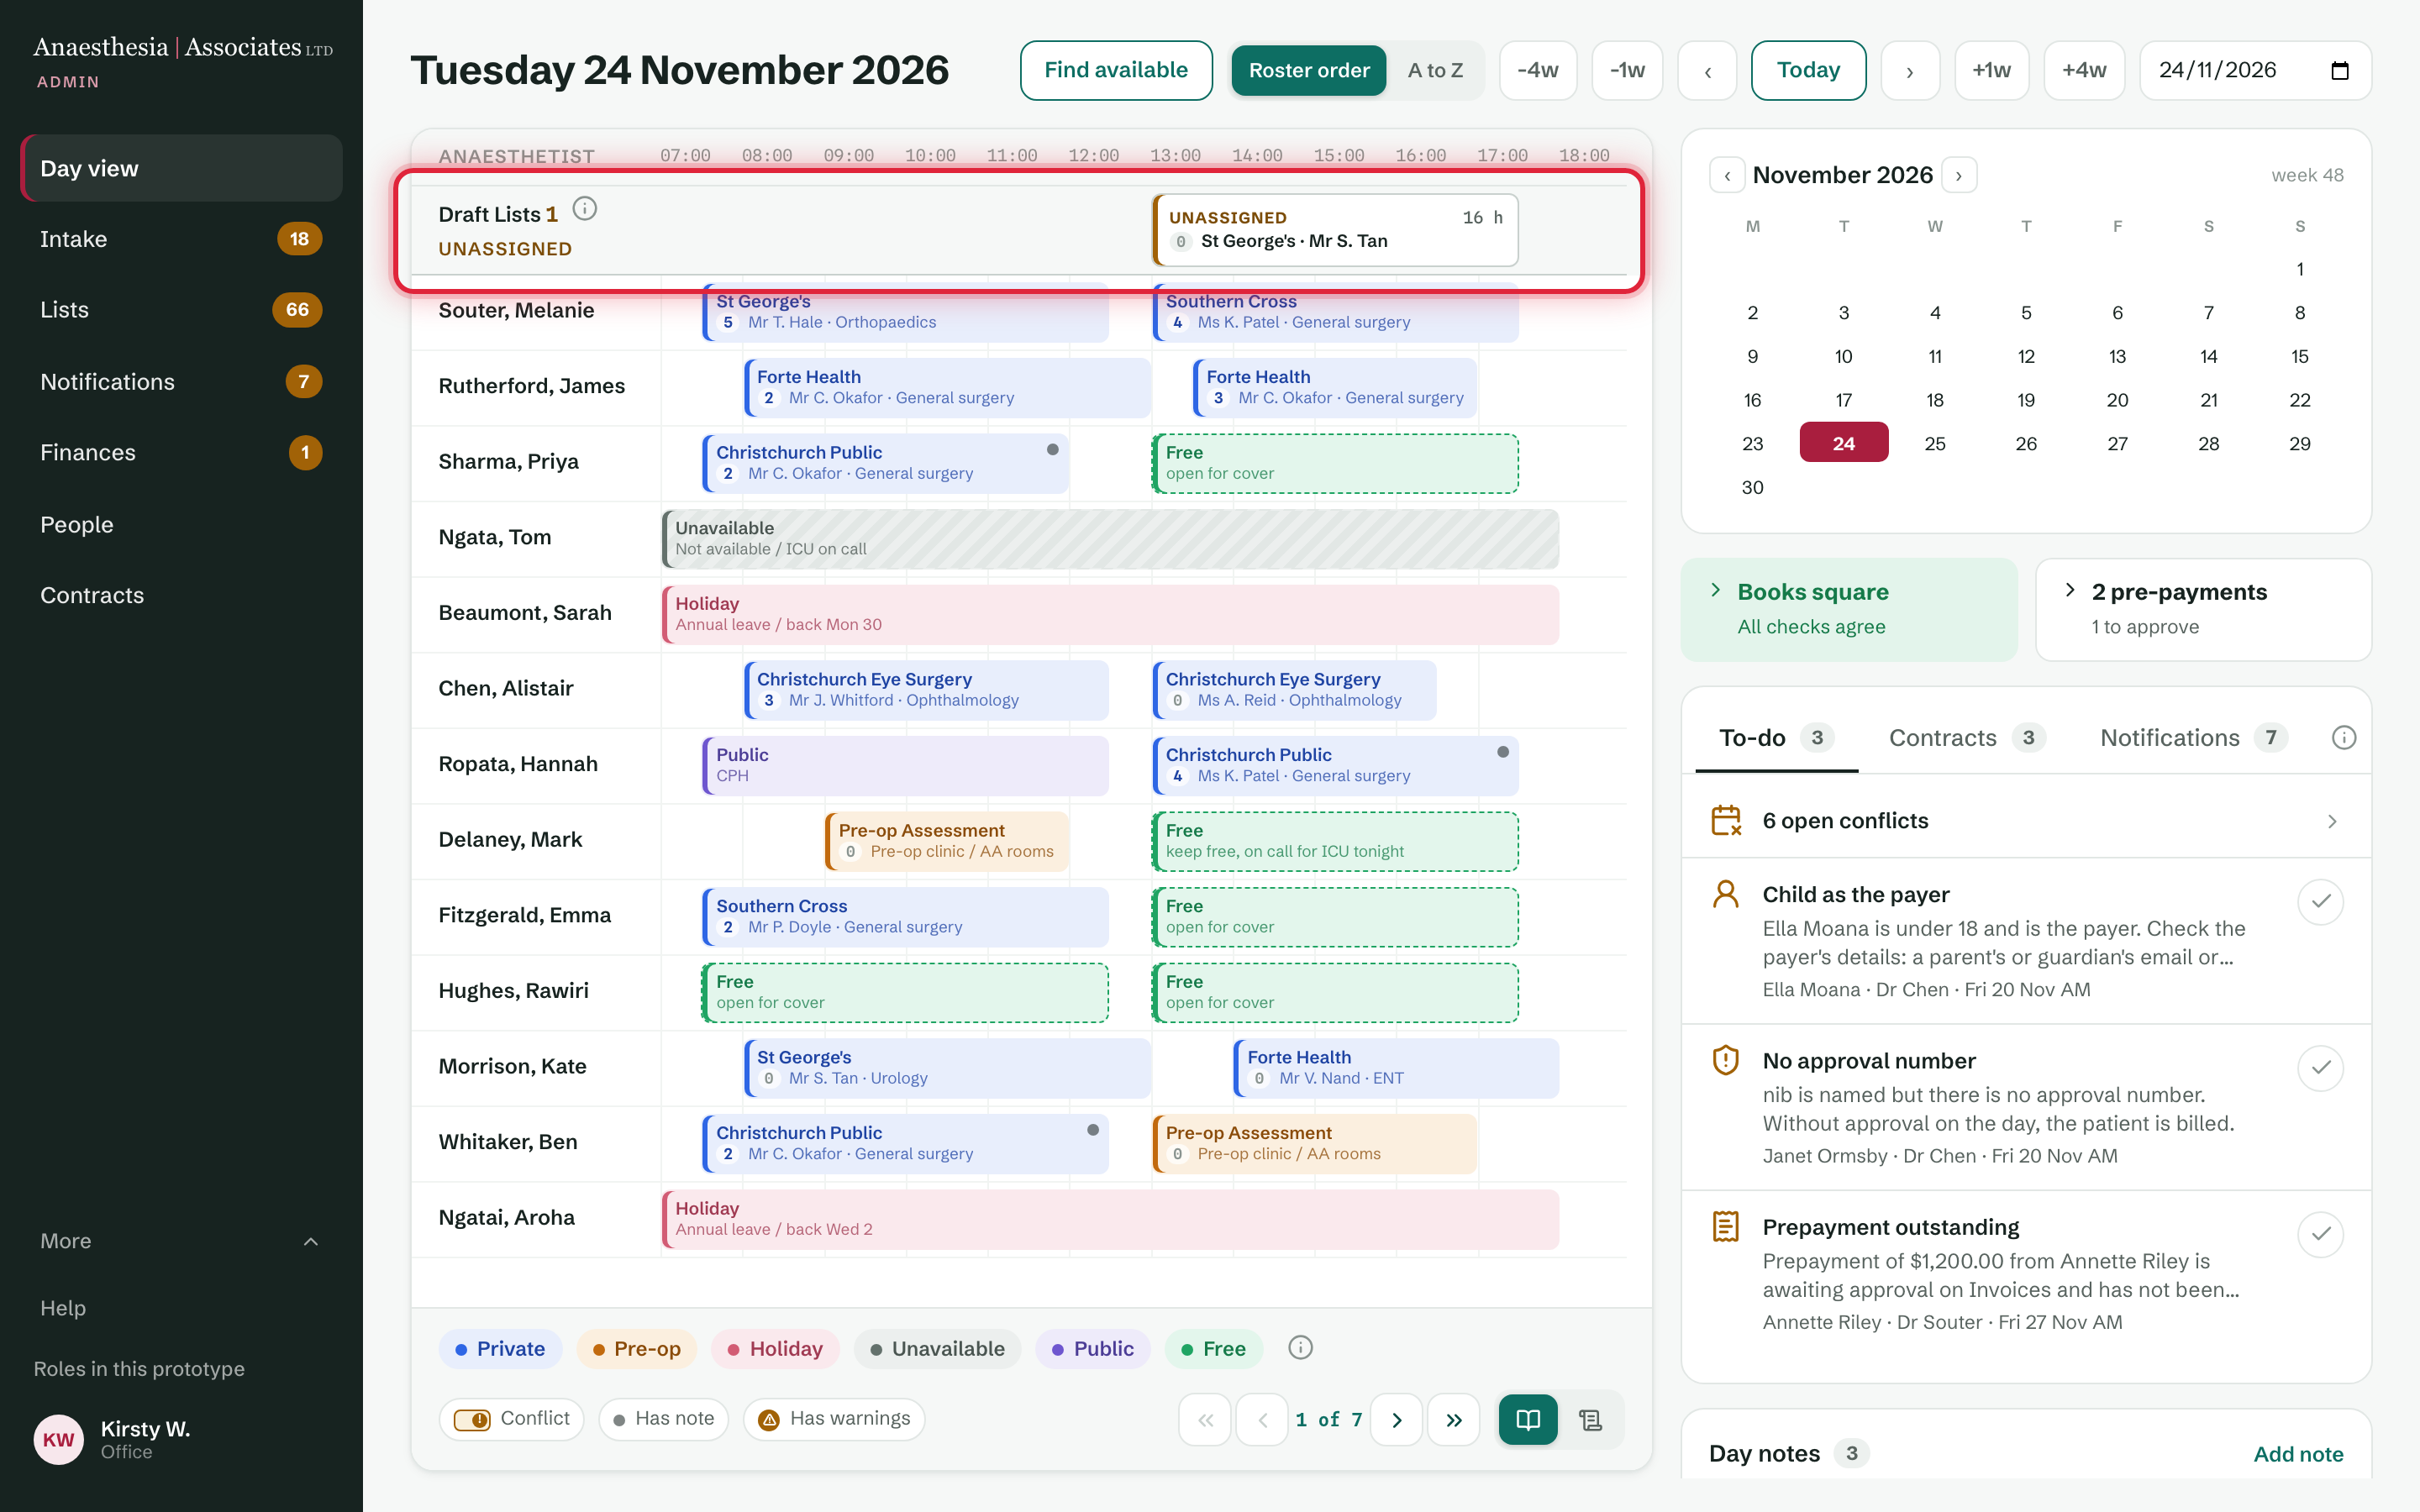 Anaesthesia | Associates LTD
ADMIN
Day view
Intake 18
Lists 66
Notifications 7
Finances 1
People
Contracts
More
Help
Roles in this prototype
KW Kirsty W.
Office
Tuesday 24 November 2026
Find available
Roster order A to Z
-4w -1w ‹ Today › +1w +4w 24/11/2026
ANAESTHETIST 07:00 08:00 09:00 10:00 11:00 12:00 13:00 14:00 15:00 16:00 17:00 18:00
Draft Lists 1
UNASSIGNED
UNASSIGNED 16 h
0 St George's · Mr S. Tan
Souter, Melanie
St George's
5 Mr T. Hale · Orthopaedics
Southern Cross
4 Ms K. Patel · General surgery
Rutherford, James
Forte Health
2 Mr C. Okafor · General surgery
Forte Health
3 Mr C. Okafor · General surgery
Sharma, Priya
Christchurch Public
2 Mr C. Okafor · General surgery
Free
open for cover
Ngata, Tom
Unavailable
Not available / ICU on call
Beaumont, Sarah
Holiday
Annual leave / back Mon 30
Chen, Alistair
Christchurch Eye Surgery
3 Mr J. Whitford · Ophthalmology
Christchurch Eye Surgery
0 Ms A. Reid · Ophthalmology
Ropata, Hannah
Public
CPH
Christchurch Public
4 Ms K. Patel · General surgery
Delaney, Mark
Pre-op Assessment
0 Pre-op clinic / AA rooms
Free
keep free, on call for ICU tonight
Fitzgerald, Emma
Southern Cross
2 Mr P. Doyle · General surgery
Free
open for cover
Hughes, Rawiri
Free
open for cover
Free
open for cover
Morrison, Kate
St George's
0 Mr S. Tan · Urology
Forte Health
0 Mr V. Nand · ENT
Whitaker, Ben
Christchurch Public
2 Mr C. Okafor · General surgery
Pre-op Assessment
0 Pre-op clinic / AA rooms
Ngatai, Aroha
Holiday
Annual leave / back Wed 2
Private Pre-op Holiday Unavailable Public Free
Conflict Has note Has warnings
« ‹ 1 of 7 › »
‹ November 2026 › week 48
M T W T F S S
1
2 3 4 5 6 7 8
9 10 11 12 13 14 15
16 17 18 19 20 21 22
23 24 25 26 27 28 29
30
Books square
All checks agree
2 pre-payments
1 to approve
To-do 3 Contracts 3 Notifications 7
6 open conflicts
Child as the payer
Ella Moana is under 18 and is the payer. Check the
payer's details: a parent's or guardian's email or...
Ella Moana · Dr Chen · Fri 20 Nov AM
No approval number
nib is named but there is no approval number.
Without approval on the day, the patient is billed.
Janet Ormsby · Dr Chen · Fri 20 Nov AM
Prepayment outstanding
Prepayment of $1,200.00 from Annette Riley is
awaiting approval on Invoices and has not been...
Annette Riley · Dr Souter · Fri 27 Nov AM
Day notes 3 Add note